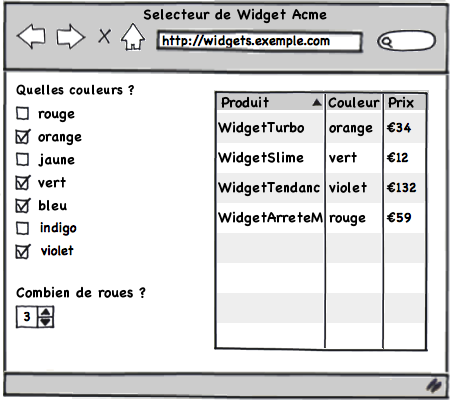 Selecteur de Widget Acme
http://widgets.exemple.com
Quelles couleurs ?
rouge
orange
jaune
vert
bleu
indigo
violet
Combien de roues ?
3
Produit Couleur Prix
WidgetTurbo orange €34
WidgetSlime vert €12
WidgetTendanc violet €132
WidgetArreteM rouge €59